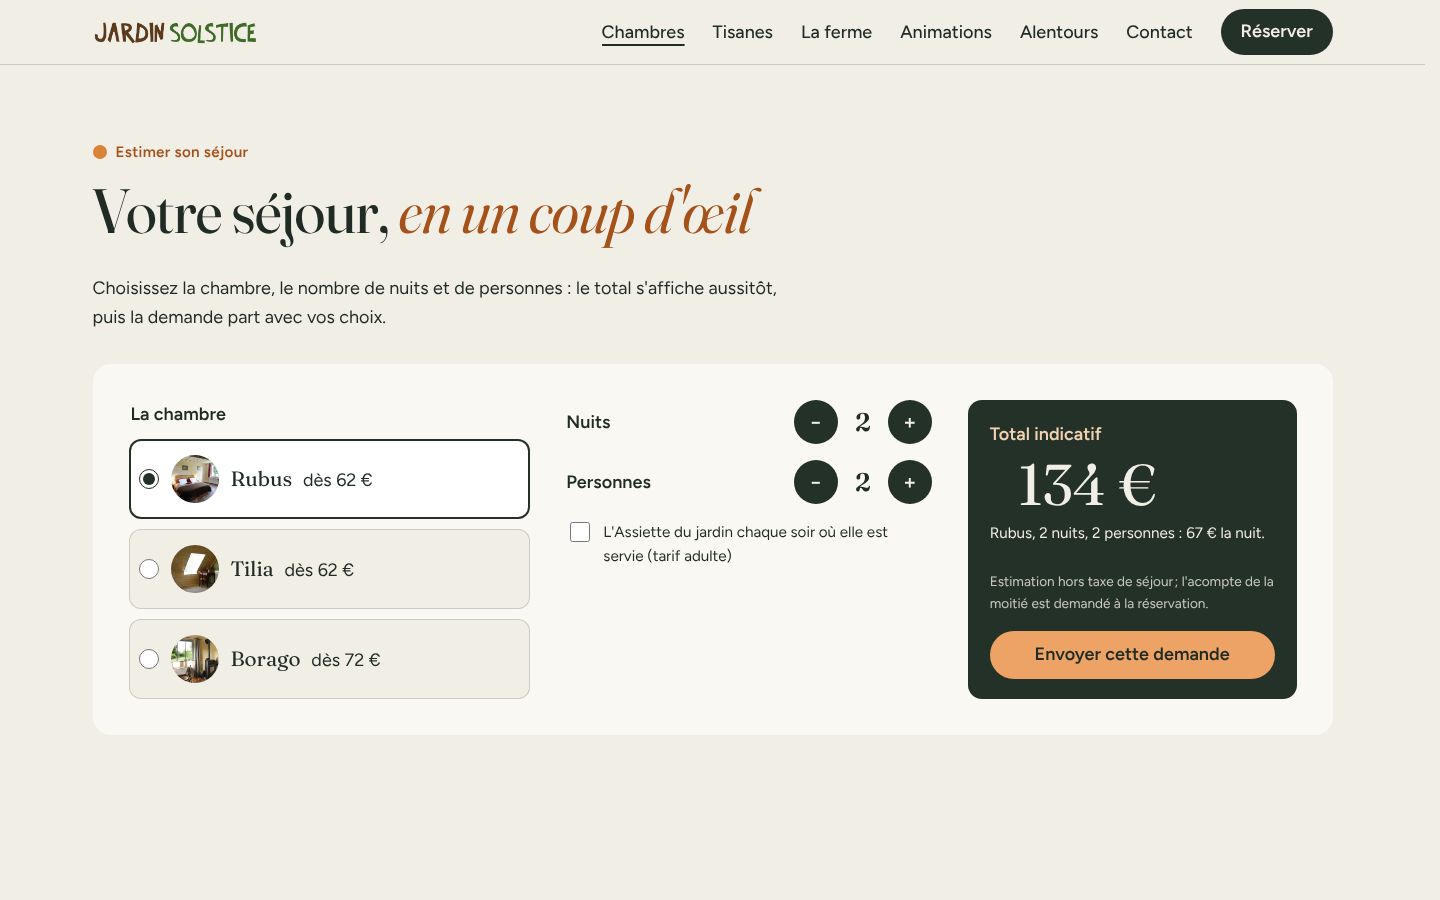 JARDIN SOLSTICE
Chambres
Tisanes
La ferme
Animations
Alentours
Contact
Réserver
Estimer son séjour
Votre séjour, en un coup d'œil
Choisissez la chambre, le nombre de nuits et de personnes : le total s'affiche aussitôt,
puis la demande part avec vos choix.
La chambre
Rubus dès 62 €
Tilia dès 62 €
Borago dès 72 €
Nuits - 2 +
Personnes - 2 +
L'Assiette du jardin chaque soir où elle est
servie (tarif adulte)
Total indicatif
134 €
Rubus, 2 nuits, 2 personnes : 67 € la nuit.
Estimation hors taxe de séjour ; l'acompte de la
moitié est demandé à la réservation.
Envoyer cette demande